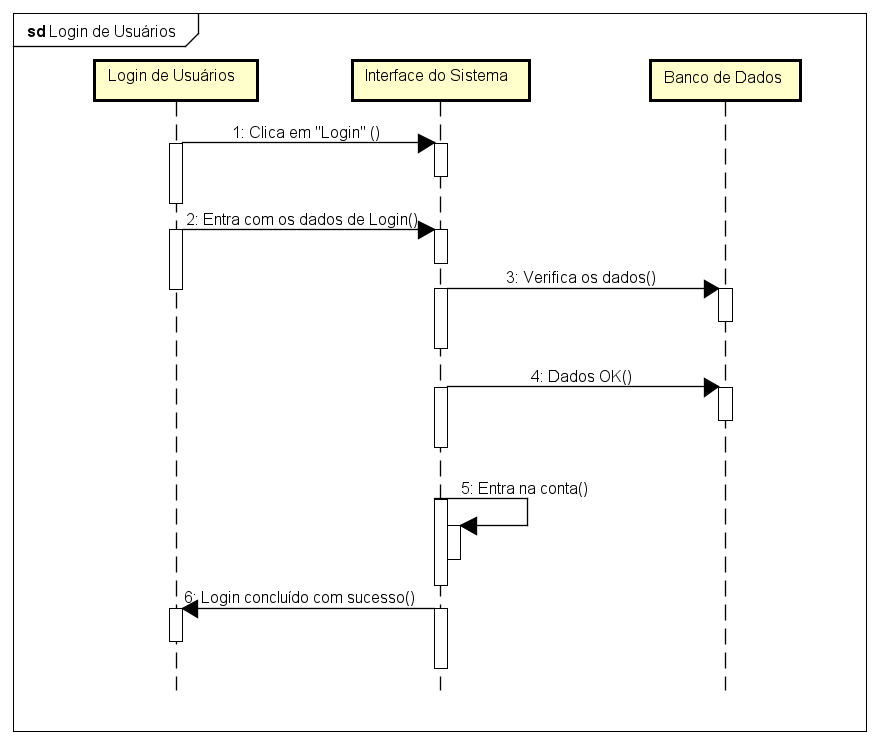 sd Login de Usuários
Login de Usuários
Interface do Sistema
Banco de Dados
1: Clica em "Login" ()
2: Entra com os dados de Login()
3: Verifica os dados()
4: Dados OK()
5: Entra na conta()
6: Login concluído com sucesso()